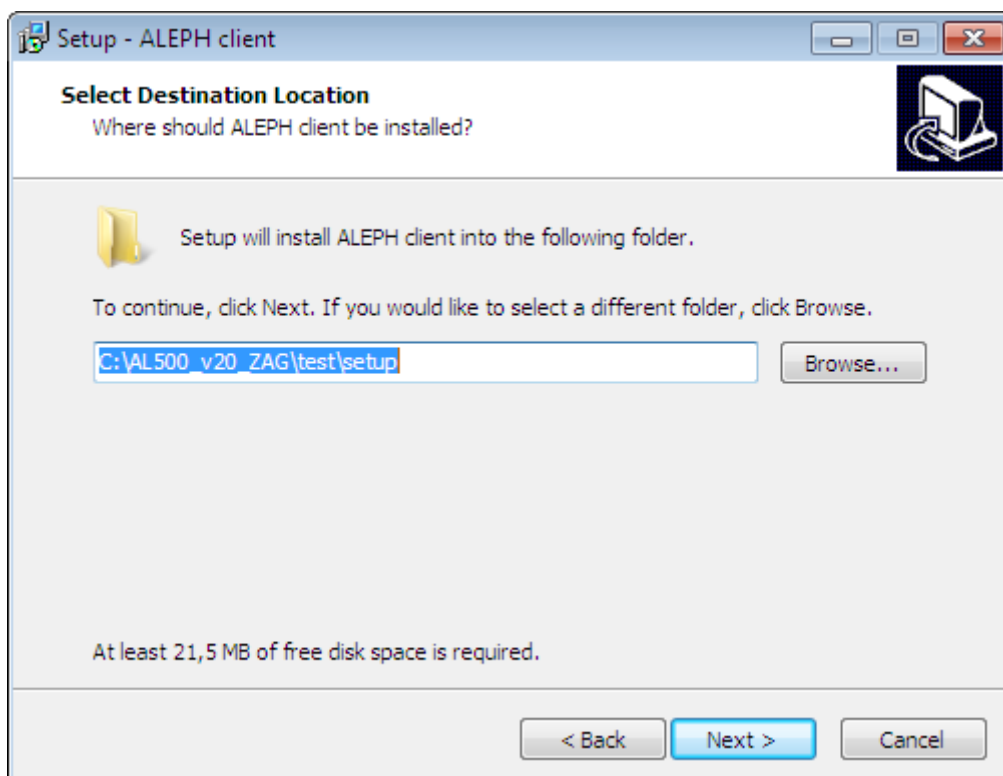 Setup - ALEPH client
Select Destination Location
Where should ALEPH client be installed?
Setup will install ALEPH client into the following folder.
To continue, click Next. If you would like to select a different folder, click Browse.
C:\AL500_v20_ZAG\test\setup
Browse...
At least 21,5 MB of free disk space is required.
< Back
Next >
Cancel